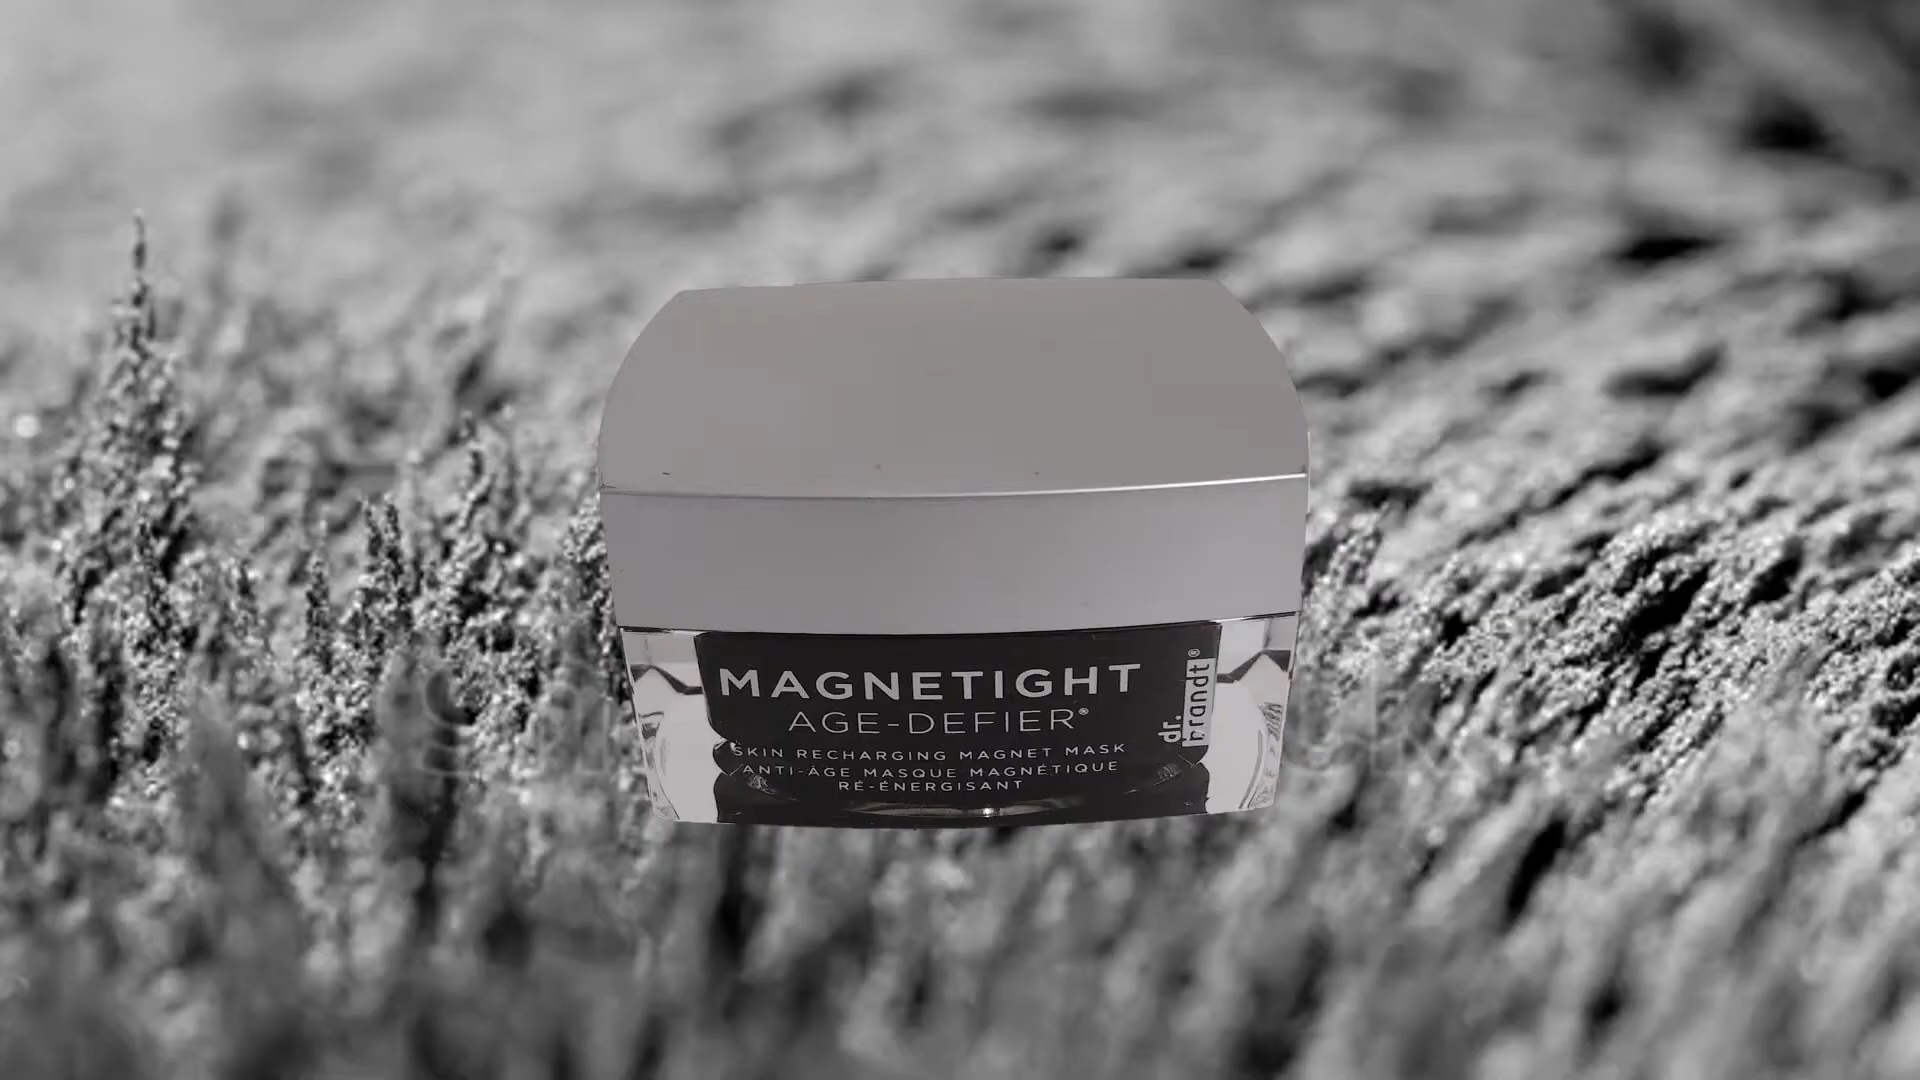 MAGNETIGHT
AGE-DEFIER®
SKIN RECHARGING MAGNET MASK
ANTI-ÂGE MASQUE MAGNÉTIQUE
RÉ-ÉNERGISANT
dr.
brandt®